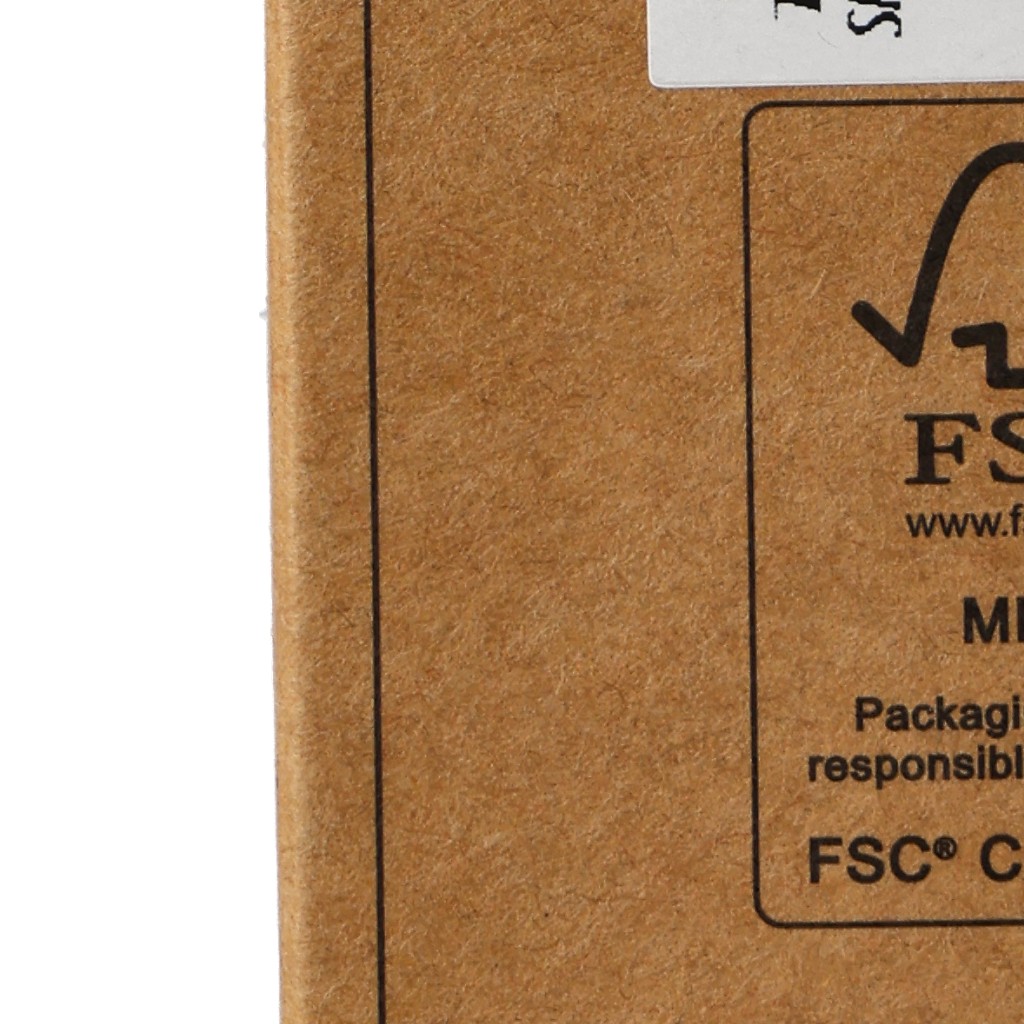 FS
www.f
MI
Packagi
responsibl
FSC® C